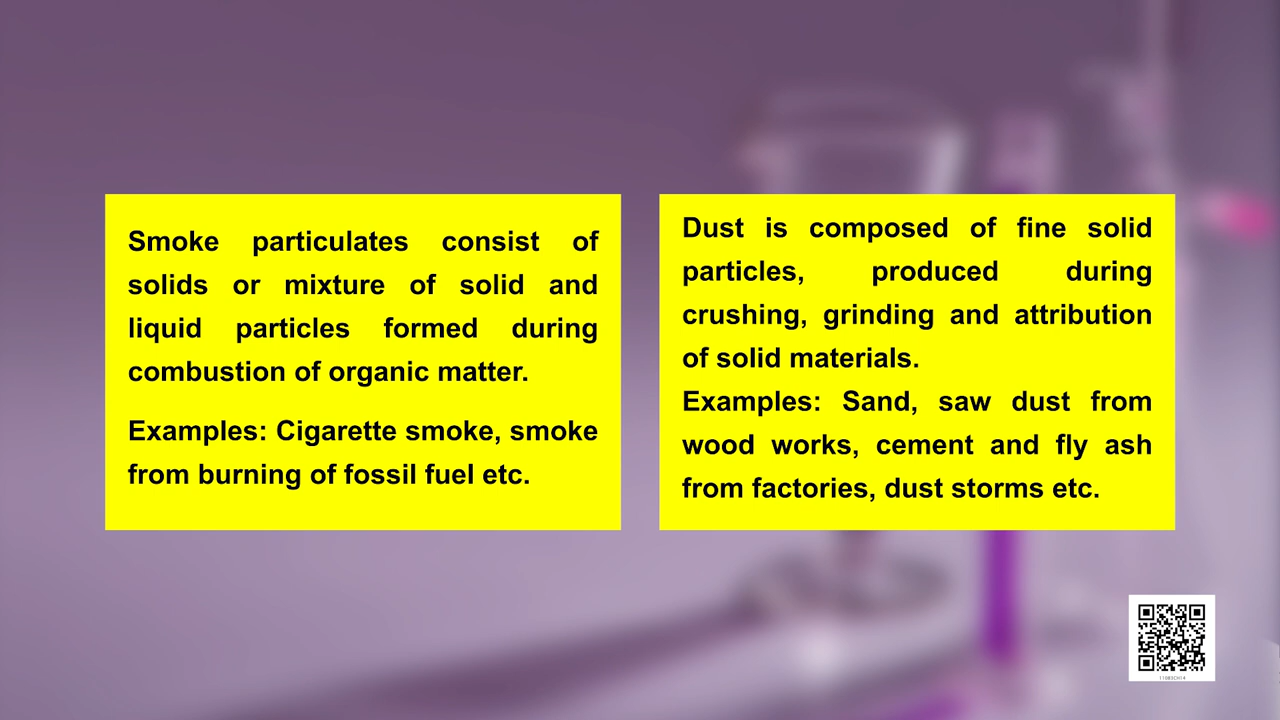 Smoke particulates consist of
solids or mixture of solid and
liquid particles formed during
combustion of organic matter.
Examples: Cigarette smoke, smoke
from burning of fossil fuel etc.
Dust is composed of fine solid
particles, produced during
crushing, grinding and attribution
of solid materials.
Examples: Sand, saw dust from
wood works, cement and fly ash
from factories, dust storms etc.